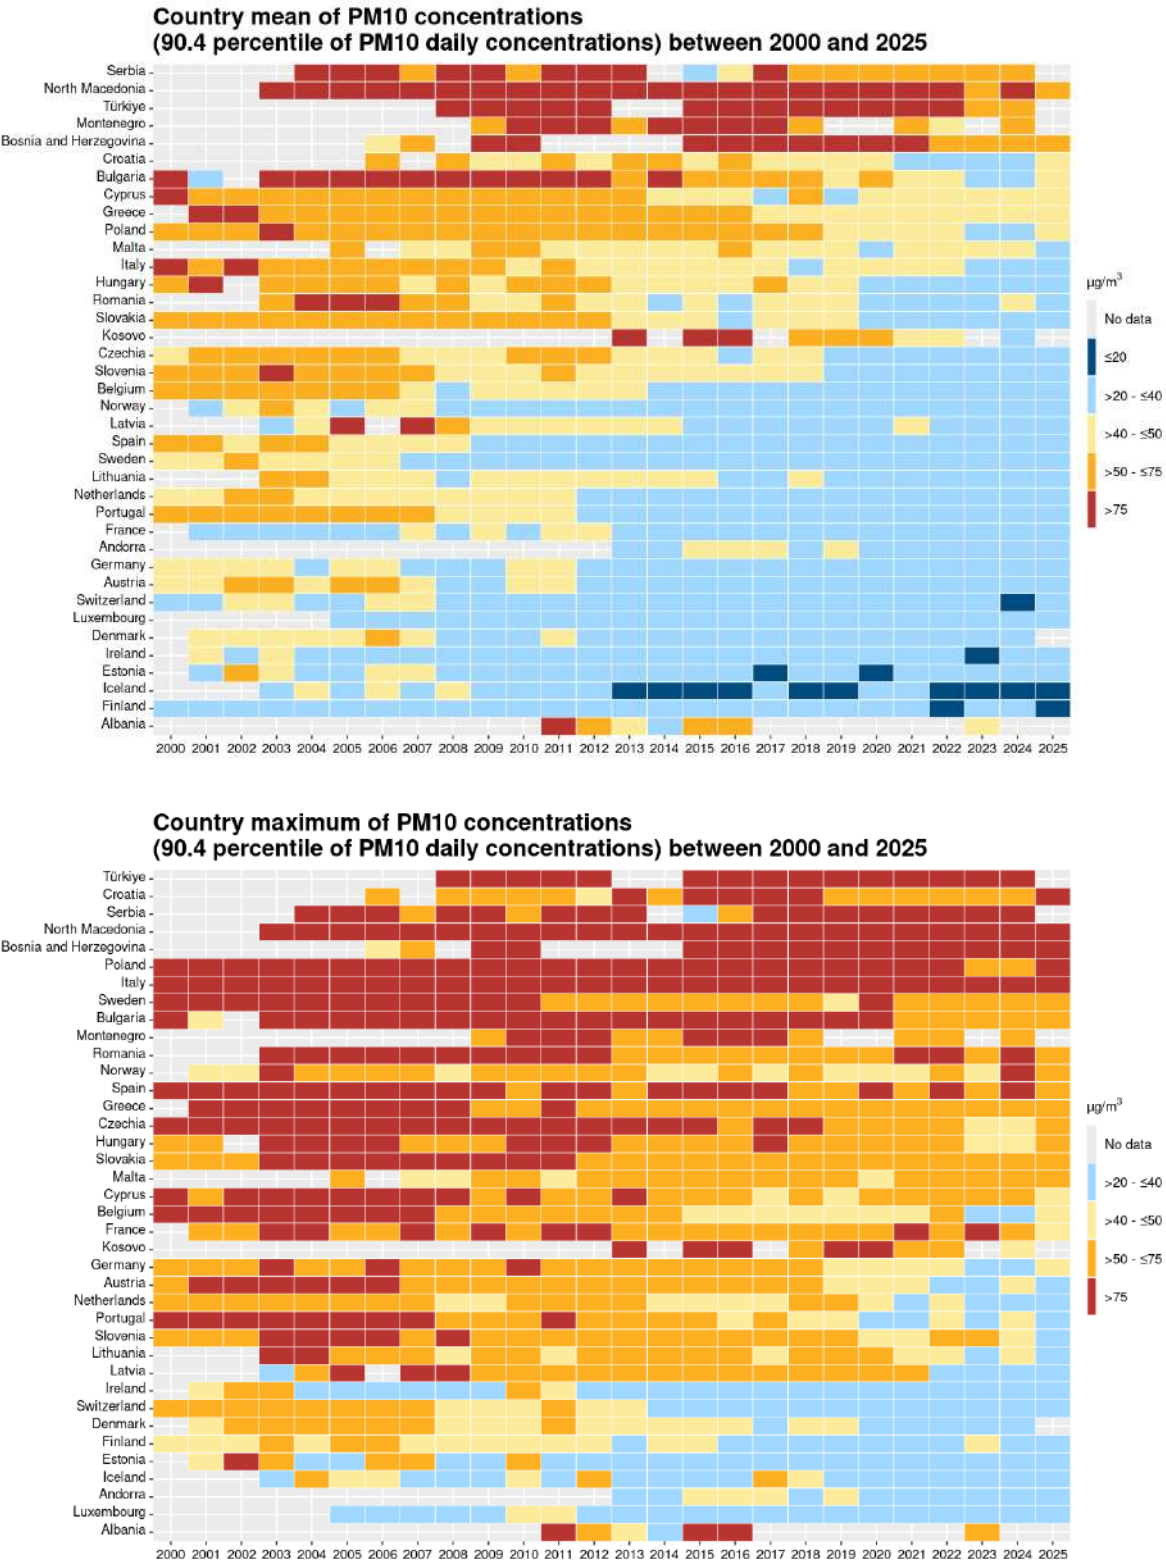 Country mean of PM10 concentrations
(90.4 percentile of PM10 daily concentrations) between 2000 and 2025
Serbia
North Macedonia
Türkiye
Montenegro
Bosnia and Herzegovina
Croatia
Bulgaria
Cyprus
Greece
Poland
Malta
Italy
Hungary
Romania
Slovakia
Kosovo
Czechia
Slovenia
Belgium
Norway
Latvia
Spain
Sweden
Lithuania
Netherlands
Portugal
France
Andorra
Germany
Austria
Switzerland
Luxembourg
Denmark
Ireland
Estonia
Iceland
Finland
Albania
2000 2001 2002 2003 2004 2005 2006 2007 2008 2009 2010 2011 2012 2013 2014 2015 2016 2017 2018 2019 2020 2021 2022 2023 2024 2025
µg/m³
No data
≤20
>20 - ≤40
>40 - ≤50
>50 - ≤75
>75
Country maximum of PM10 concentrations
(90.4 percentile of PM10 daily concentrations) between 2000 and 2025
Türkiye
Croatia
Serbia
North Macedonia
Bosnia and Herzegovina
Poland
Italy
Sweden
Bulgaria
Montenegro
Romania
Norway
Spain
Greece
Czechia
Hungary
Slovakia
Malta
Cyprus
Belgium
France
Kosovo
Germany
Austria
Netherlands
Portugal
Slovenia
Lithuania
Latvia
Ireland
Switzerland
Denmark
Finland
Estonia
Iceland
Andorra
Luxembourg
Albania
2000 2001 2002 2003 2004 2005 2006 2007 2008 2009 2010 2011 2012 2013 2014 2015 2016 2017 2018 2019 2020 2021 2022 2023 2024 2025
µg/m³
No data
>20 - ≤40
>40 - ≤50
>50 - ≤75
>75